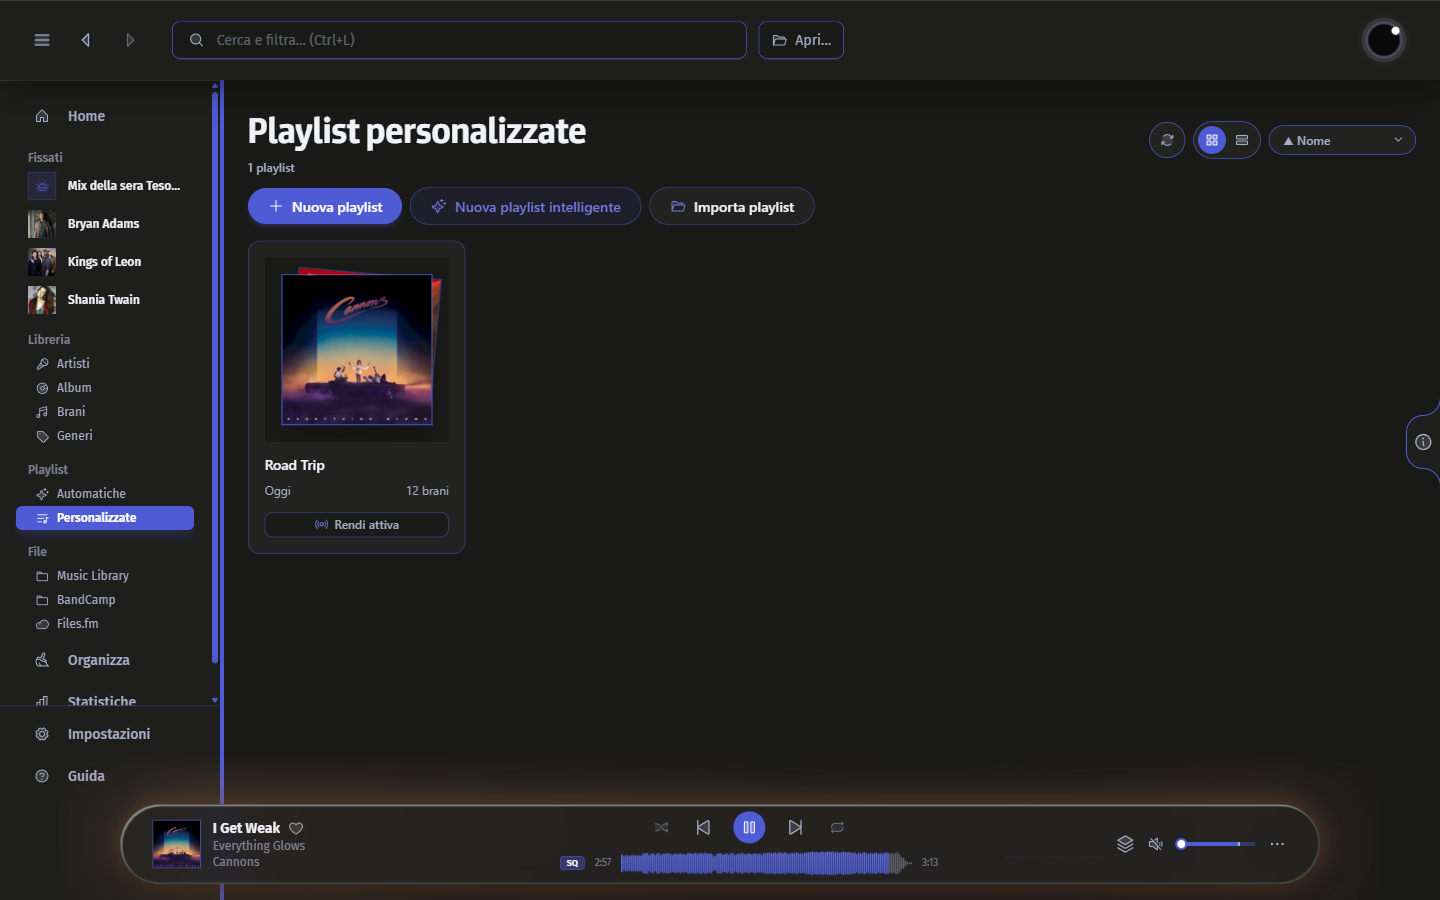 Cerca e filtra... (Ctrl+L)
Apri...
Home
Fissati
Mix della sera Teso...
Bryan Adams
Kings of Leon
Shania Twain
Libreria
Artisti
Album
Brani
Generi
Playlist
Automatiche
Personalizzate
File
Music Library
BandCamp
Files.fm
Organizza
Statistiche
Impostazioni
Guida
Playlist personalizzate
1 playlist
Nome
Nuova playlist
Nuova playlist intelligente
Importa playlist
Cannons
Road Trip
Oggi 12 brani
Rendi attiva
I Get Weak
Everything Glows
Cannons
SQ 2:57 3:13